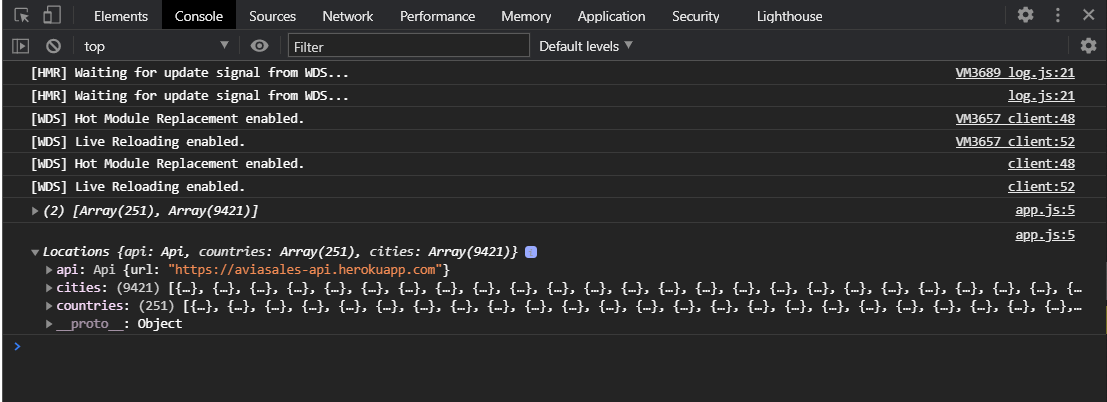 Elements Console Sources Network Performance Memory Application Security Lighthouse
top Filter Default levels
[HMR] Waiting for update signal from WDS... VM3689 log.js:21
[HMR] Waiting for update signal from WDS... log.js:21
[WDS] Hot Module Replacement enabled. VM3657 client:48
[WDS] Live Reloading enabled. VM3657 client:52
[WDS] Hot Module Replacement enabled. client:48
[WDS] Live Reloading enabled. client:52
(2) [Array(251), Array(9421)] app.js:5
app.js:5
Locations {api: Api, countries: Array(251), cities: Array(9421)}
api: Api {url: "https://aviasales-api.herokuapp.com"}
cities: (9421) [{…}, {…}, {…}, {…}, {…}, {…}, {…}, {…}, {…}, {…}, {…}, {…}, {…}, {…}, {…}, {…}, {…}, {…}, {…}, {…}, {…}, {…}, {…}, {…}, {…
countries: (251) [{…}, {…}, {…}, {…}, {…}, {…}, {…}, {…}, {…}, {…}, {…}, {…}, {…}, {…}, {…}, {…}, {…}, {…}, {…}, {…}, {…}, {…}, {…}, {…}, {…},…
__proto__: Object